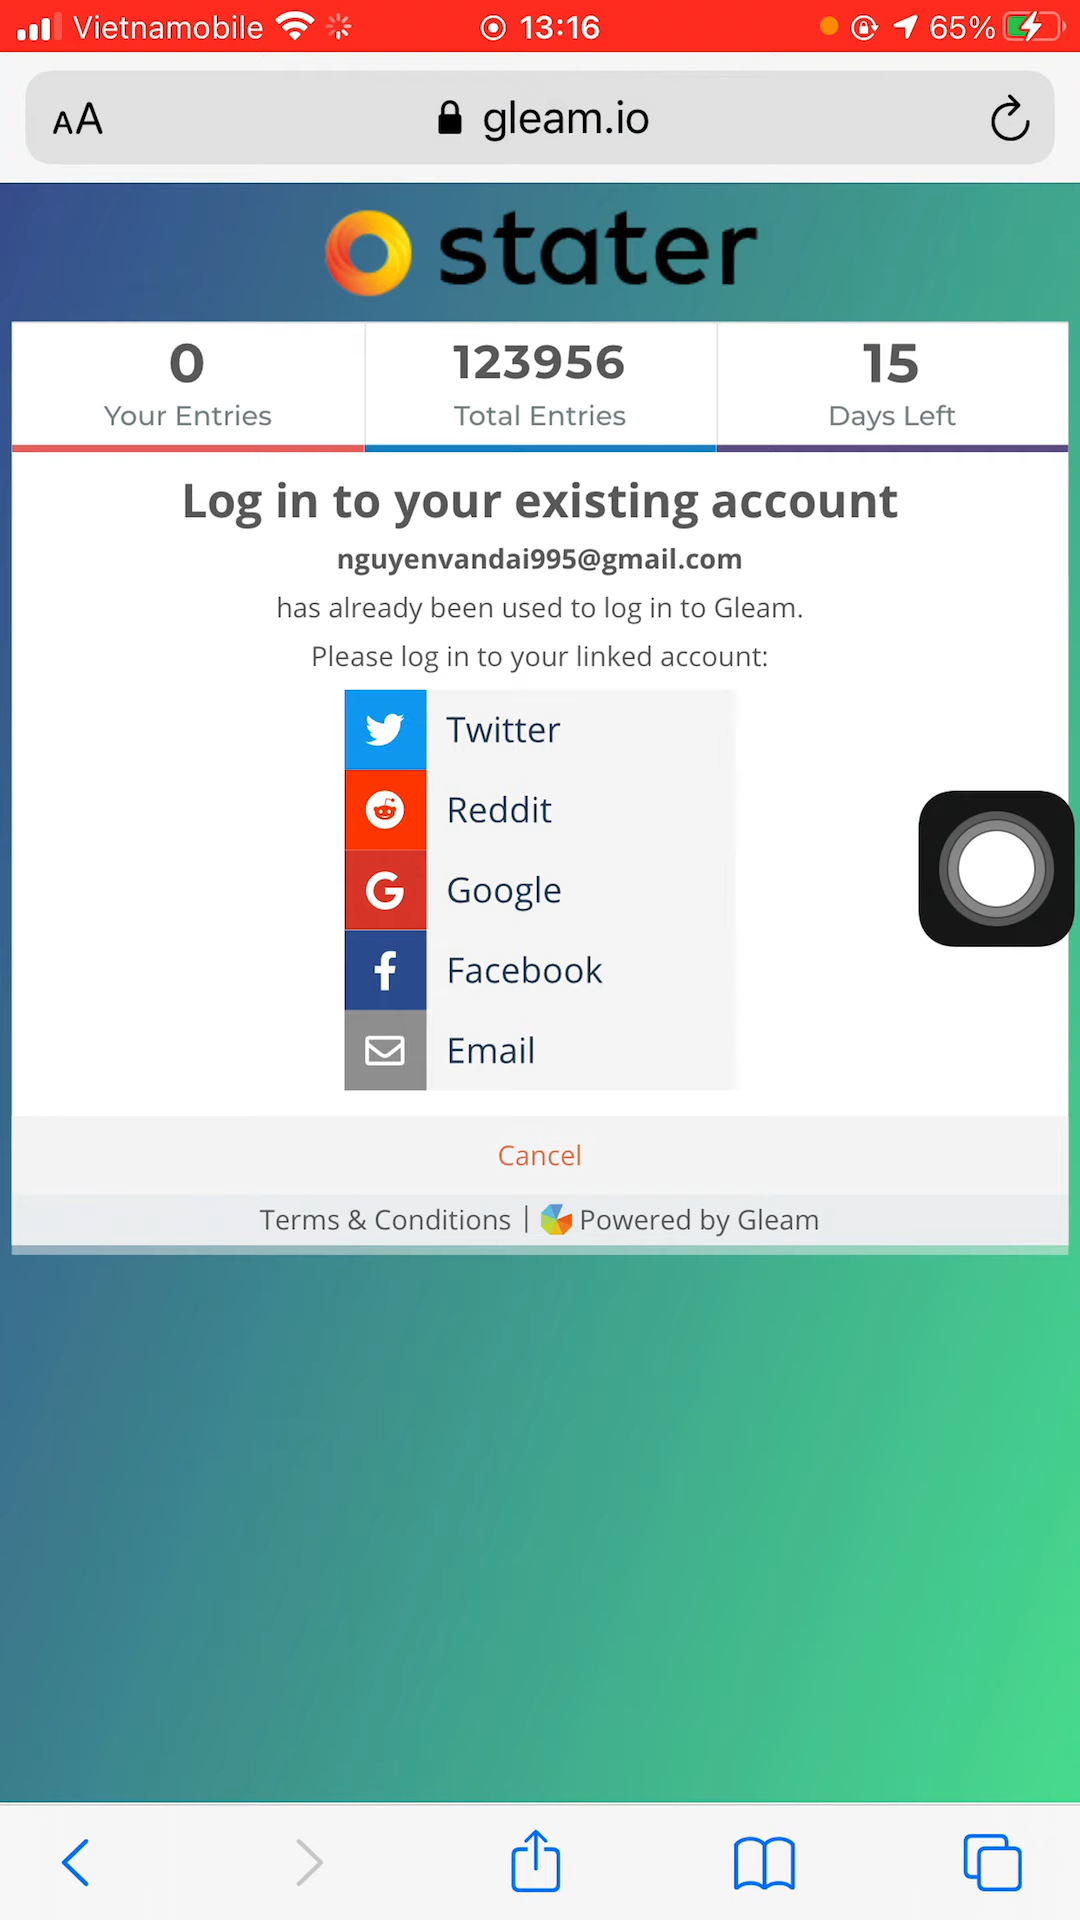 Vietnamobile 13:16 65%
AA gleam.io
stater
0 123956 15
Your Entries Total Entries Days Left
Log in to your existing account
nguyenvandai995@gmail.com
has already been used to log in to Gleam.
Please log in to your linked account:
Twitter
Reddit
Google
Facebook
Email
Cancel
Terms & Conditions | Powered by Gleam